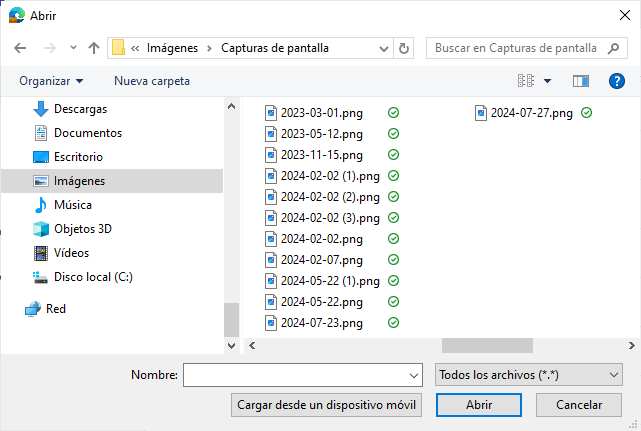 Abrir
« Imágenes > Capturas de pantalla
Buscar en Capturas de pantalla
Organizar
Nueva carpeta
Descargas
Documentos
Escritorio
Imágenes
Música
Objetos 3D
Vídeos
Disco local (C:)
Red
2023-03-01.png
2023-05-12.png
2023-11-15.png
2024-02-02 (1).png
2024-02-02 (2).png
2024-02-02 (3).png
2024-02-02.png
2024-02-07.png
2024-05-22 (1).png
2024-05-22.png
2024-07-23.png
2024-07-27.png
Nombre:
Todos los archivos (*.*)
Cargar desde un dispositivo móvil
Abrir
Cancelar